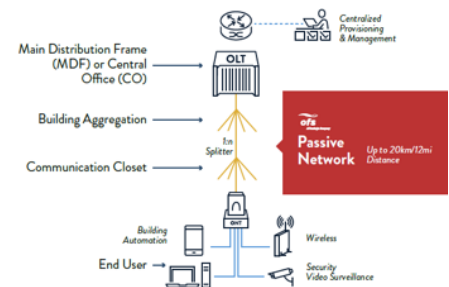 Centralized
Provisioning
& Management
Main Distribution Frame
(MDF) or Central
Office (CO)
OLT
Building Aggregation
1:n
Splitter
Communication Closet
ofs
Passive
Network
Up to 20km/12mi
Distance
ONT
Building
Automation
Wireless
End User
Security
Video Surveillance